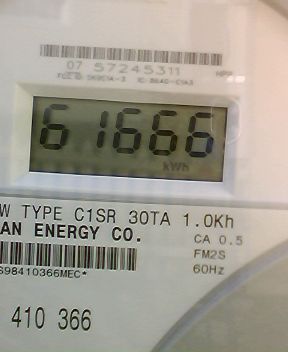 07 57245311
61666
kWh
W TYPE C1SR 30TA 1.0Kh
AN ENERGY CO.
CA 0.5
FM2S
60Hz
S98410366MEC*
410 366